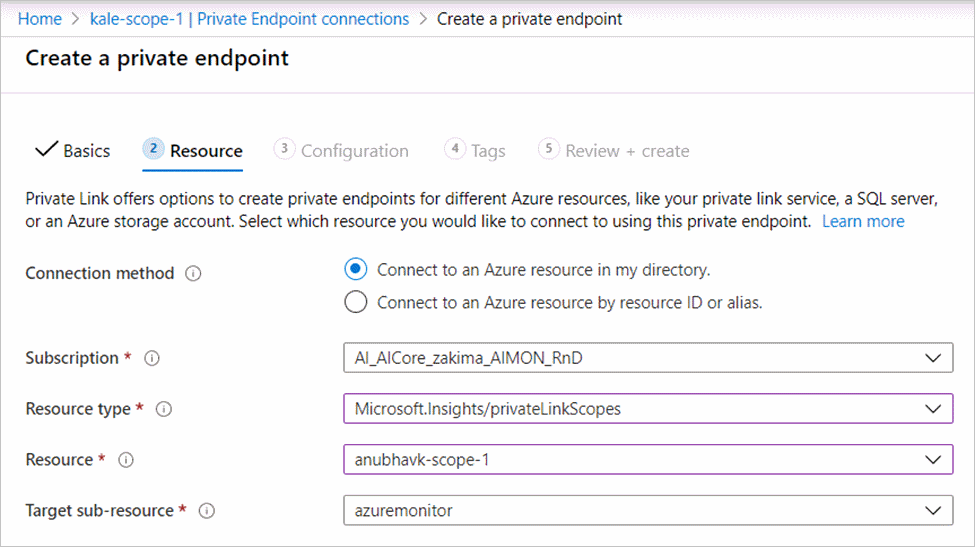 Home > kale-scope-1 | Private Endpoint connections > Create a private endpoint
Create a private endpoint
Basics 2 Resource 3 Configuration 4 Tags 5 Review + create
Private Link offers options to create private endpoints for different Azure resources, like your private link service, a SQL server,
or an Azure storage account. Select which resource you would like to connect to using this private endpoint. Learn more
Connection method Connect to an Azure resource in my directory.
Connect to an Azure resource by resource ID or alias.
Subscription * AI_AICore_zakima_AIMON_RnD
Resource type * Microsoft.Insights/privateLinkScopes
Resource * anubhavk-scope-1
Target sub-resource * azuremonitor